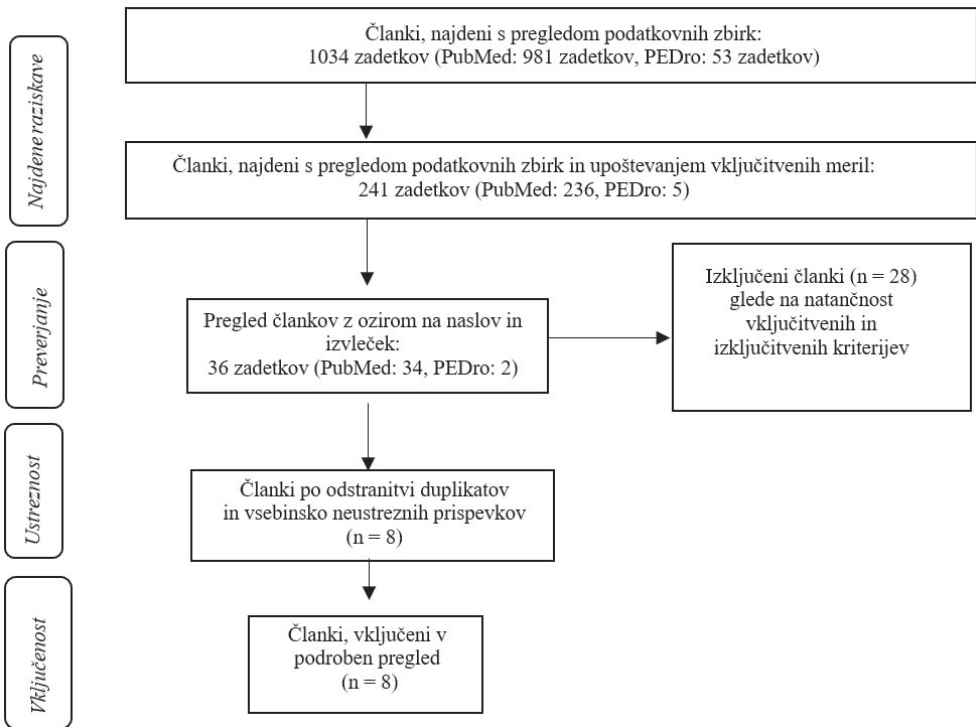 Najdene raziskave
Članki, najdeni s pregledom podatkovnih zbirk:
1034 zadetkov (PubMed: 981 zadetkov, PEDro: 53 zadetkov)
Članki, najdeni s pregledom podatkovnih zbirk in upoštevanjem vključitvenih meril:
241 zadetkov (PubMed: 236, PEDro: 5)
Preverjanje
Pregled člankov z ozirom na naslov in
izvleček:
36 zadetkov (PubMed: 34, PEDro: 2)
Izključeni članki (n = 28)
glede na natančnost
vključitvenih in
izključitvenih kriterijev
Ustreznost
Članki po odstranitvi duplikatov
in vsebinsko neustreznih prispevkov
(n = 8)
Vključenost
Članki, vključeni v
podroben pregled
(n = 8)